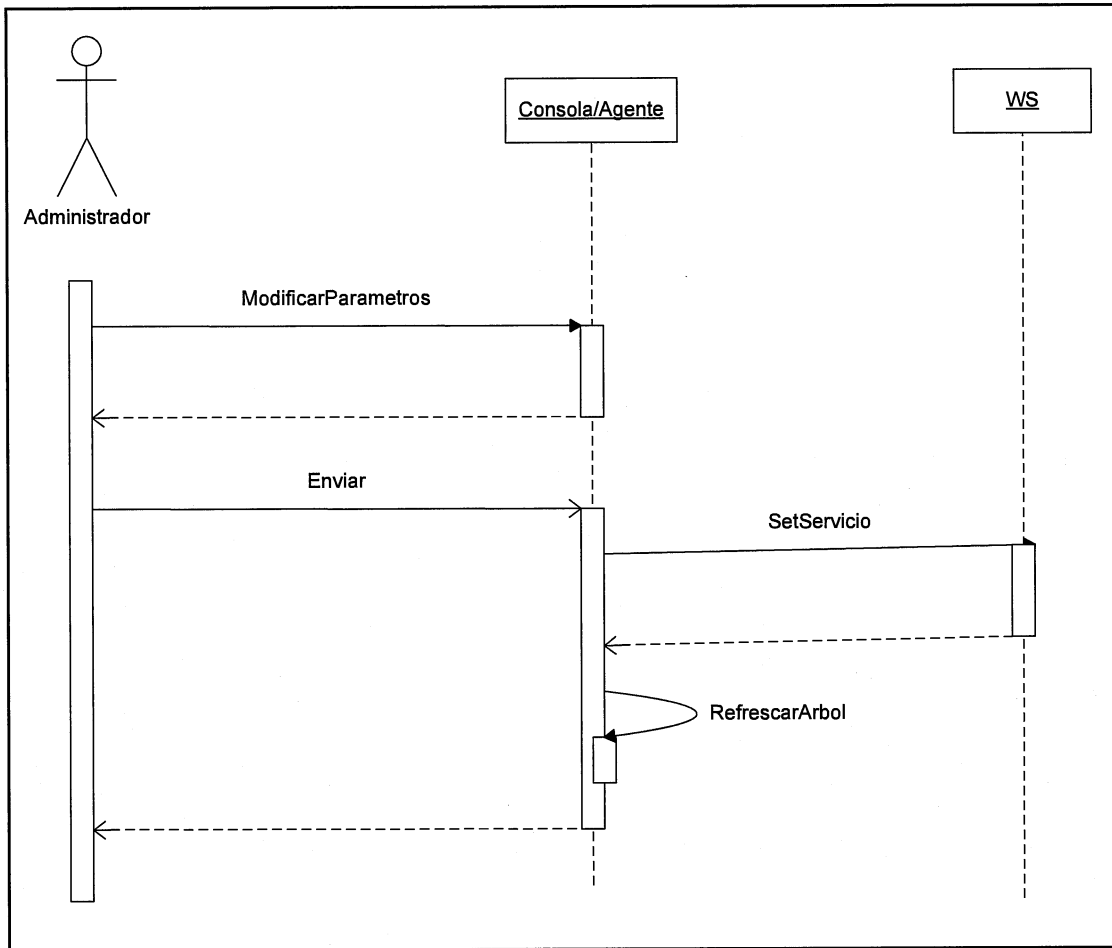 Consola/Agente
WS
Administrador
ModificarParametros
Enviar
SetServicio
RefrescarArbol